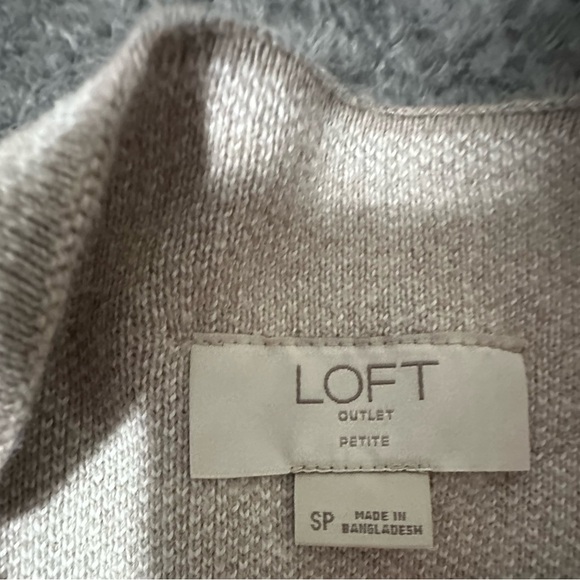 LOFT
OUTLET
PETITE
SP
MADE IN
BANGLADESH